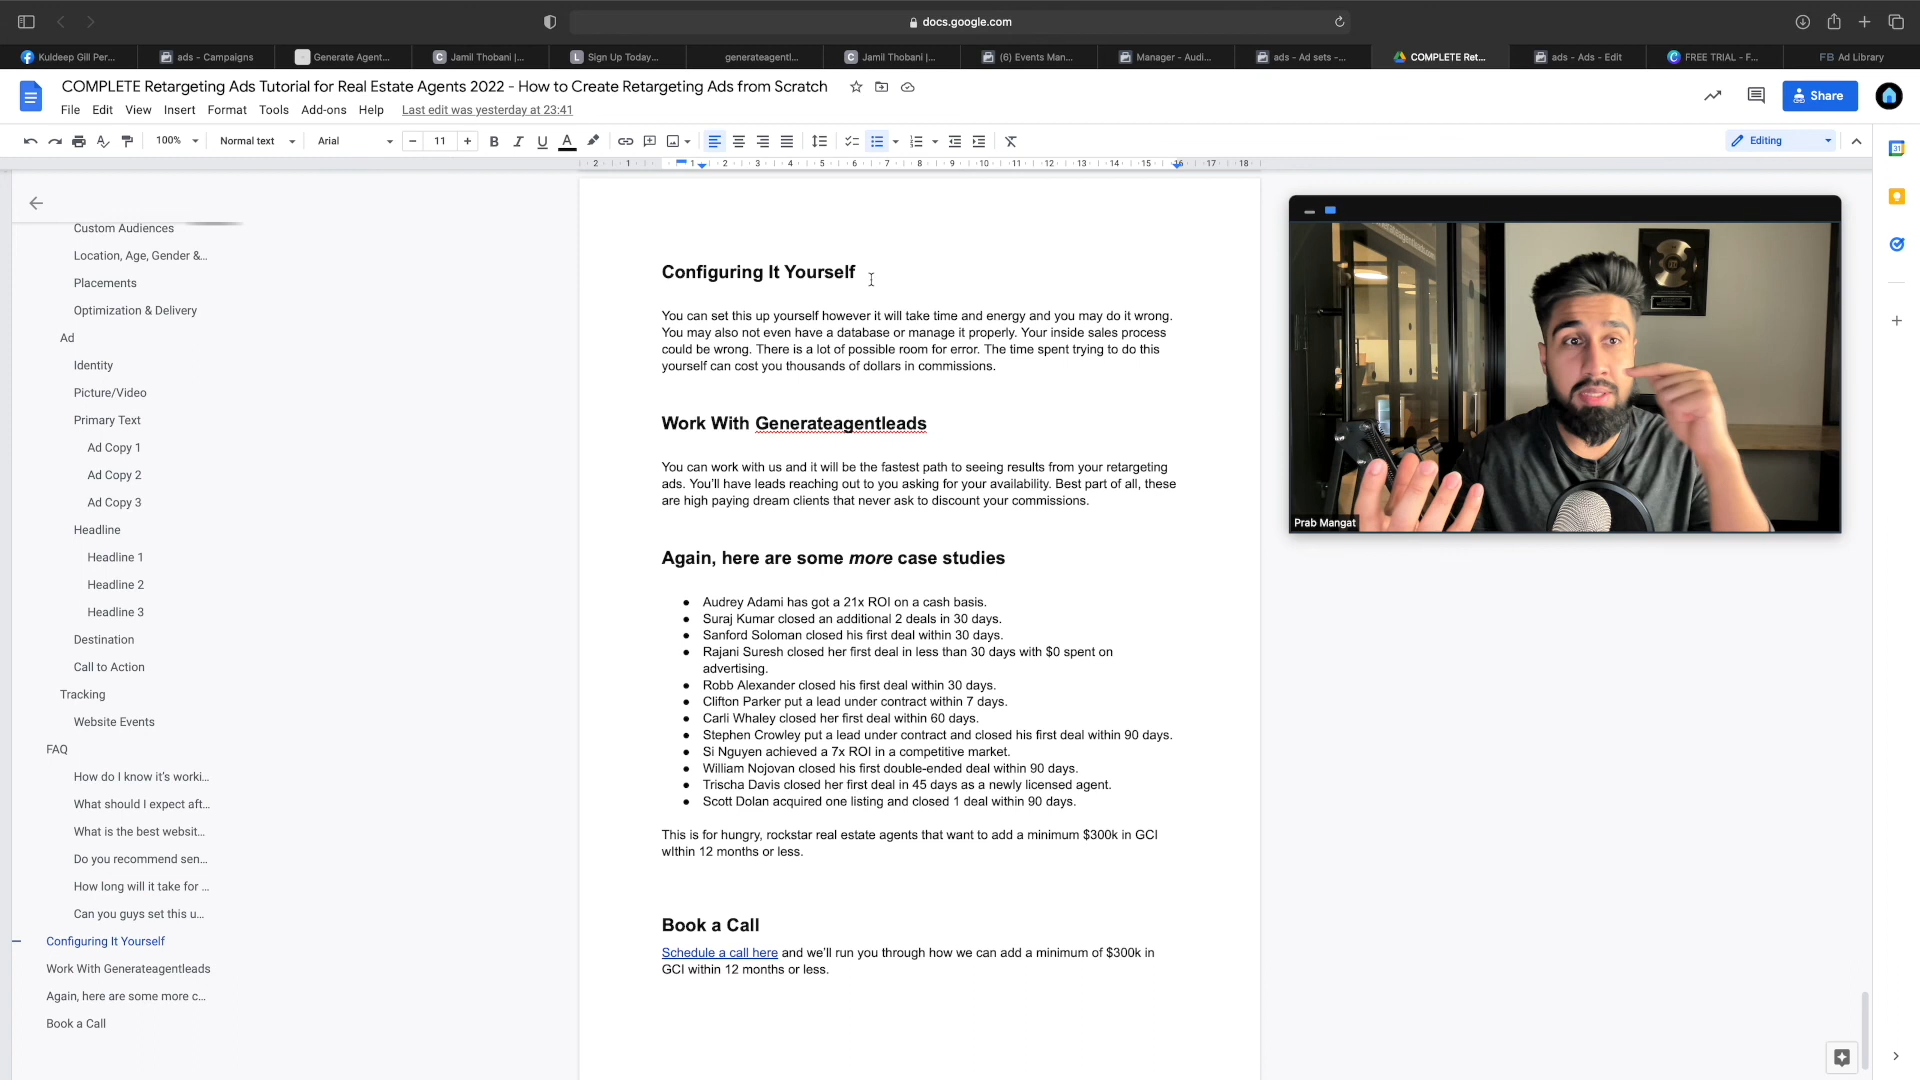 docs.google.com
Kuldeep Gill Per...
ads - Campaigns
Generate Agent...
Jamil Thobani |...
Sign Up Today...
generateagentl...
Jamil Thobani |...
(6) Events Man...
Manager - Audi...
ads - Ad sets -...
COMPLETE Ret...
ads - Ads - Edit
FREE TRIAL - F...
FB Ad Library
COMPLETE Retargeting Ads Tutorial for Real Estate Agents 2022 - How to Create Retargeting Ads from Scratch
File Edit View Insert Format Tools Add-ons Help Last edit was yesterday at 23:41
Share
100% Normal text Arial 11 Editing
2 1 1 2 3 4 5 6 7 8 9 10 11 12 13 14 15 16 17 18
Custom Audiences
Location, Age, Gender &...
Placements
Optimization & Delivery
Ad
Identity
Picture/Video
Primary Text
Ad Copy 1
Ad Copy 2
Ad Copy 3
Headline
Headline 1
Headline 2
Headline 3
Destination
Call to Action
Tracking
Website Events
FAQ
How do I know it's worki...
What should I expect aft...
What is the best websit...
Do you recommend sen...
How long will it take for ...
Can you guys set this u...
Configuring It Yourself
Work With Generateagentleads
Again, here are some more c...
Book a Call
Configuring It Yourself
You can set this up yourself however it will take time and energy and you may do it wrong.
You may also not even have a database or manage it properly. Your inside sales process
could be wrong. There is a lot of possible room for error. The time spent trying to do this
yourself can cost you thousands of dollars in commissions.
Work With Generateagentleads
You can work with us and it will be the fastest path to seeing results from your retargeting
ads. You'll have leads reaching out to you asking for your availability. Best part of all, these
are high paying dream clients that never ask to discount your commissions.
Again, here are some more case studies
● Audrey Adami has got a 21x ROI on a cash basis.
● Suraj Kumar closed an additional 2 deals in 30 days.
● Sanford Soloman closed his first deal within 30 days.
● Rajani Suresh closed her first deal in less than 30 days with $0 spent on
advertising.
● Robb Alexander closed his first deal within 30 days.
● Clifton Parker put a lead under contract within 7 days.
● Carli Whaley closed her first deal within 60 days.
● Stephen Crowley put a lead under contract and closed his first deal within 90 days.
● Si Nguyen achieved a 7x ROI in a competitive market.
● William Nojovan closed his first double-ended deal within 90 days.
● Trischa Davis closed her first deal in 45 days as a newly licensed agent.
● Scott Dolan acquired one listing and closed 1 deal within 90 days.
This is for hungry, rockstar real estate agents that want to add a minimum $300k in GCI
within 12 months or less.
Book a Call
Schedule a call here and we'll run you through how we can add a minimum of $300k in
GCI within 12 months or less.
Prab Mangat
31